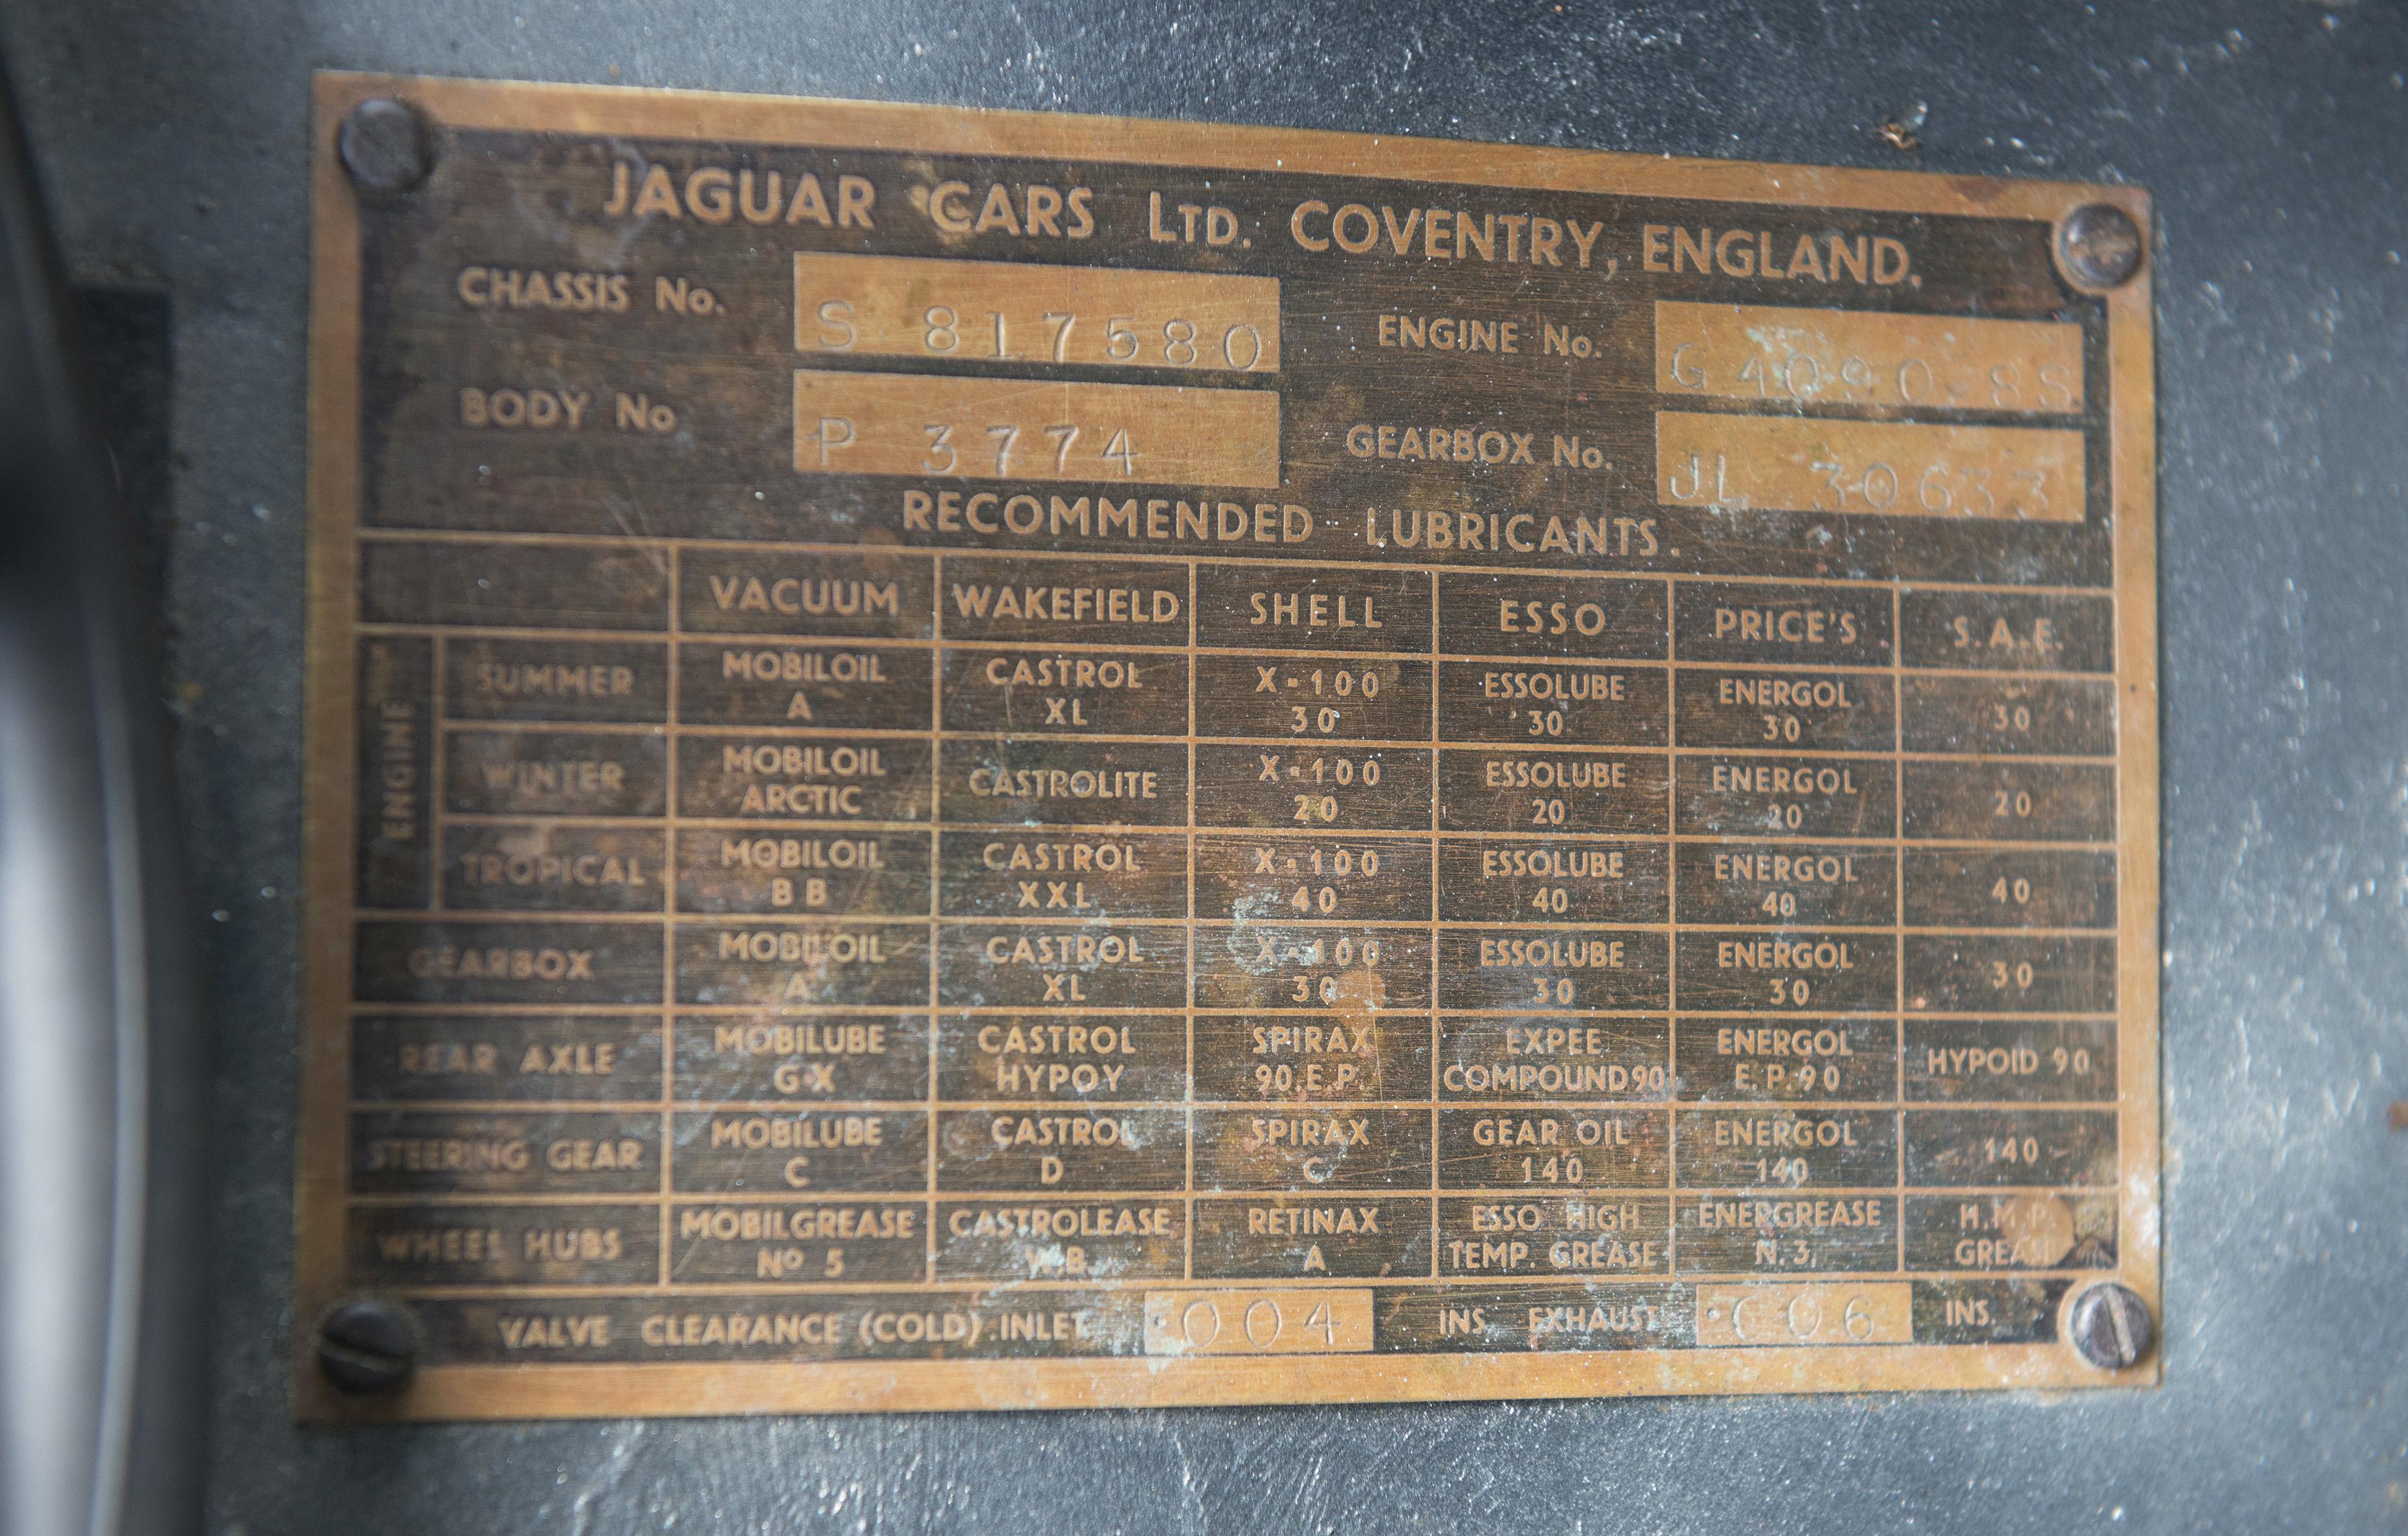 JAGUAR CARS LTD. COVENTRY, ENGLAND.
CHASSIS No. S 817580 ENGINE No. G 4090-8S
BODY No P 3774 GEARBOX No. JL 30633
RECOMMENDED LUBRICANTS.
VACUUM WAKEFIELD SHELL ESSO PRICE'S S.A.E.
ENGINE
SUMMER MOBILOIL A CASTROL XL X-100 30 ESSOLUBE 30 ENERGOL 30 30
WINTER MOBILOIL ARCTIC CASTROLITE X-100 20 ESSOLUBE 20 ENERGOL 20 20
TROPICAL MOBILOIL B B CASTROL XXL X-100 40 ESSOLUBE 40 ENERGOL 40 40
GEARBOX MOBILOIL A CASTROL XL X-100 30 ESSOLUBE 30 ENERGOL 30 30
REAR AXLE MOBILUBE G·X CASTROL HYPOY SPIRAX 90.E.P. EXPEE COMPOUND 90 ENERGOL E.P. 90 HYPOID 90
STEERING GEAR MOBILUBE C CASTROL D SPIRAX C GEAR OIL 140 ENERGOL 140 140
WHEEL HUBS MOBILGREASE No 5 CASTROLEASE W.B. RETINAX A ESSO HIGH TEMP. GREASE ENERGREASE N.3. H.M.P. GREASE
VALVE CLEARANCE (COLD).INLET ·004 INS. EXHAUST ·006 INS.